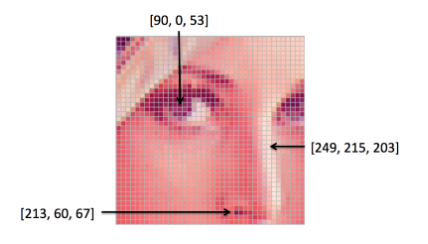 [90, 0, 53]
[249, 215, 203]
[213, 60, 67]